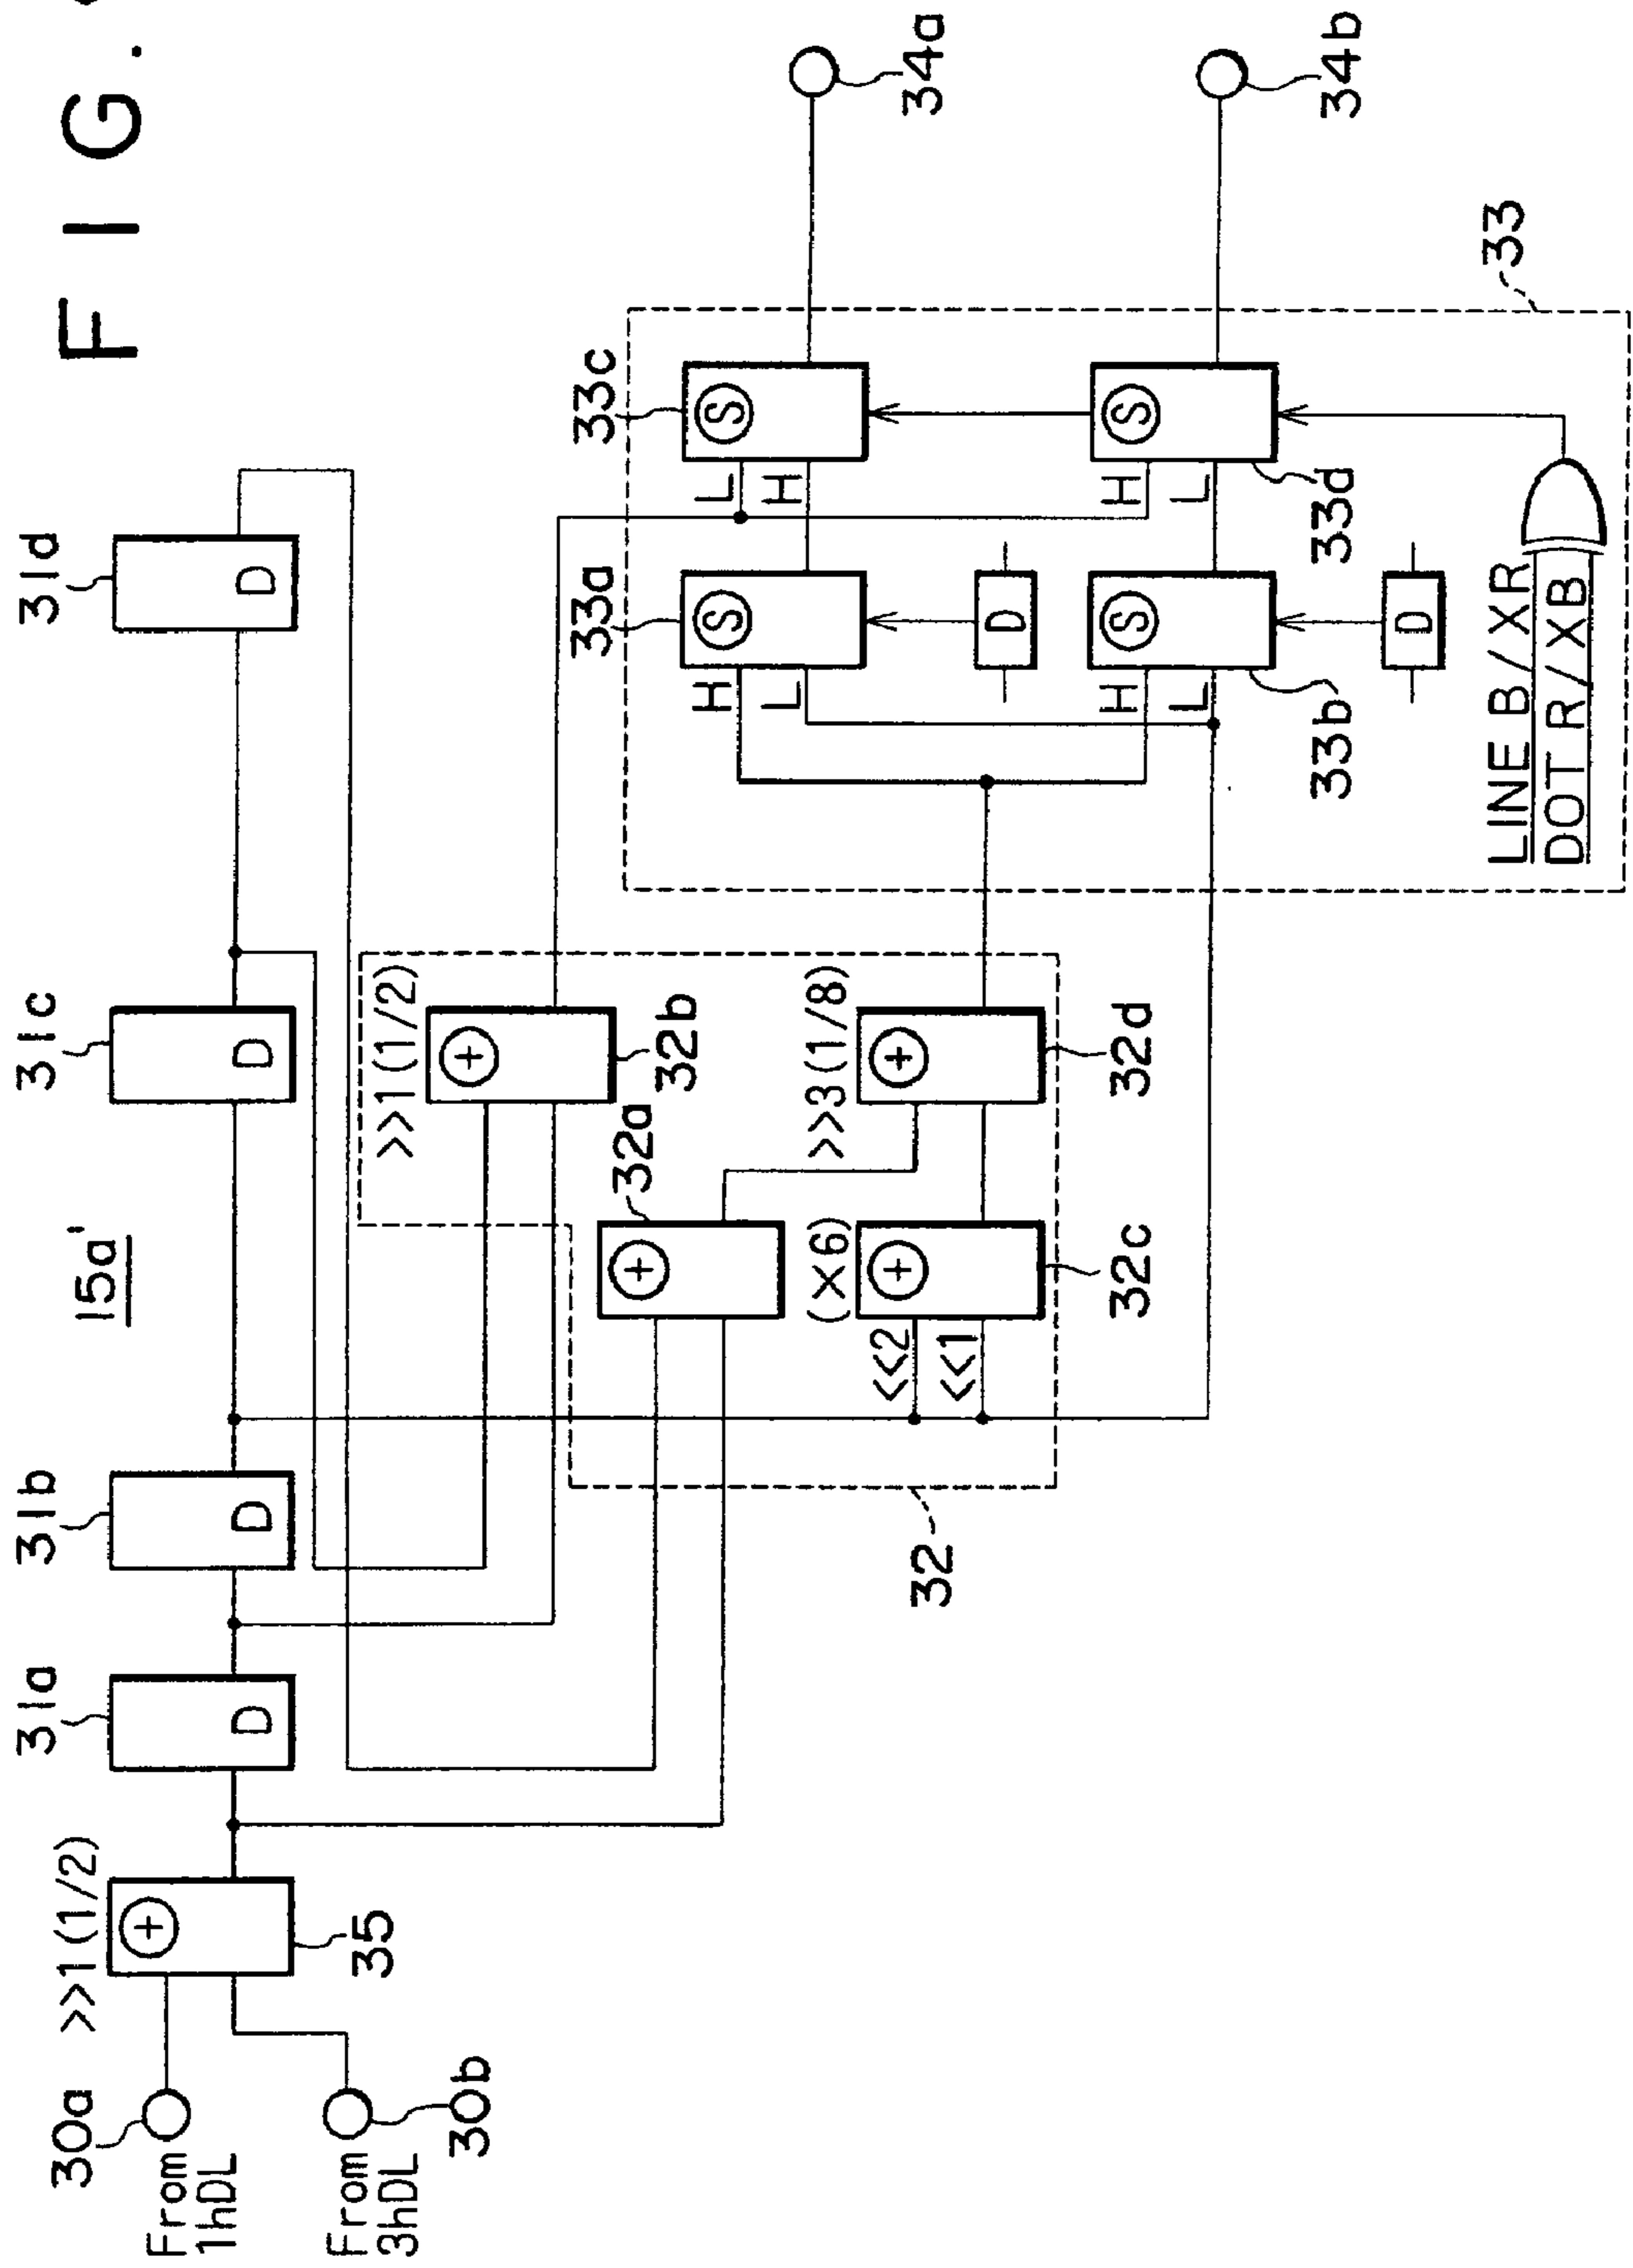 FIG.
15a'
31a
31b
31c
31d
D
D
D
D
>>1(1/2)
+
35
30a
From
1hDL
30b
From
3hDL
>>1(1/2)
+
32b
32a
+
(×6)
+
32c
<<2
<<1
>>3(1/8)
+
32d
32
33
33a
S
H
L
33c
S
L
H
D
33b
S
H
L
33d
S
H
L
D
LINE B/XR
DOT R/XB
34a
34b